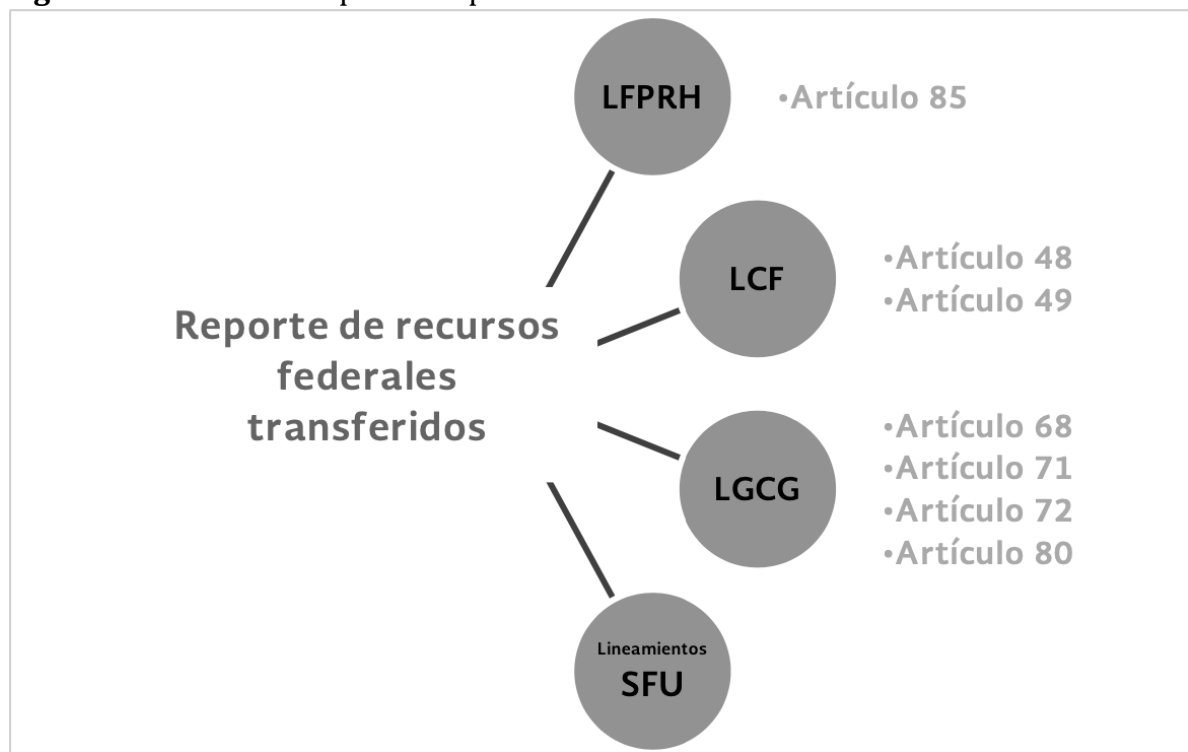 LFPRH
•Artículo 85
LCF
•Artículo 48
•Artículo 49
Reporte de recursos
federales
transferidos
LGCG
•Artículo 68
•Artículo 71
•Artículo 72
•Artículo 80
Lineamientos
SFU